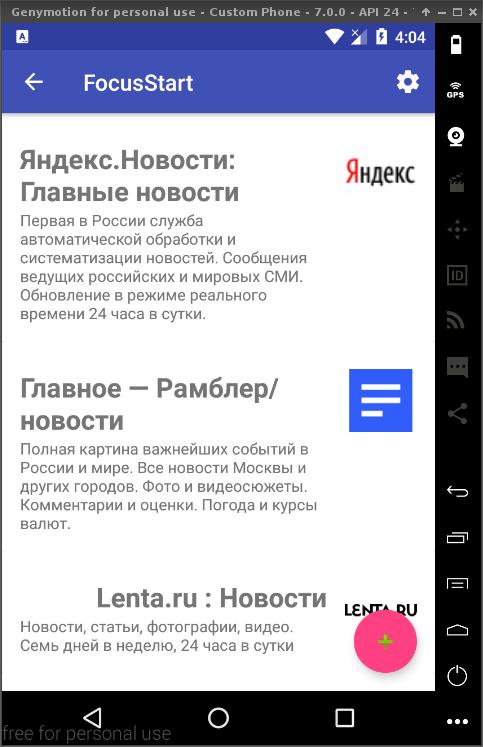 Genymotion for personal use - Custom Phone - 7.0.0 - API 24 -
A
4:04
FocusStart
GPS
Яндекс.Новости:
Главные новости
Яндекс
Первая в России служба
автоматической обработки и
систематизации новостей. Сообщения
ведущих российских и мировых СМИ.
Обновление в режиме реального
времени 24 часа в сутки.
ID
Главное — Рамблер/
новости
Полная картина важнейших событий в
России и мире. Все новости Москвы и
других городов. Фото и видеосюжеты.
Комментарии и оценки. Погода и курсы
валют.
Lenta.ru : Новости
LENTA.RU
Новости, статьи, фотографии, видео.
Семь дней в неделю, 24 часа в сутки
free for personal use